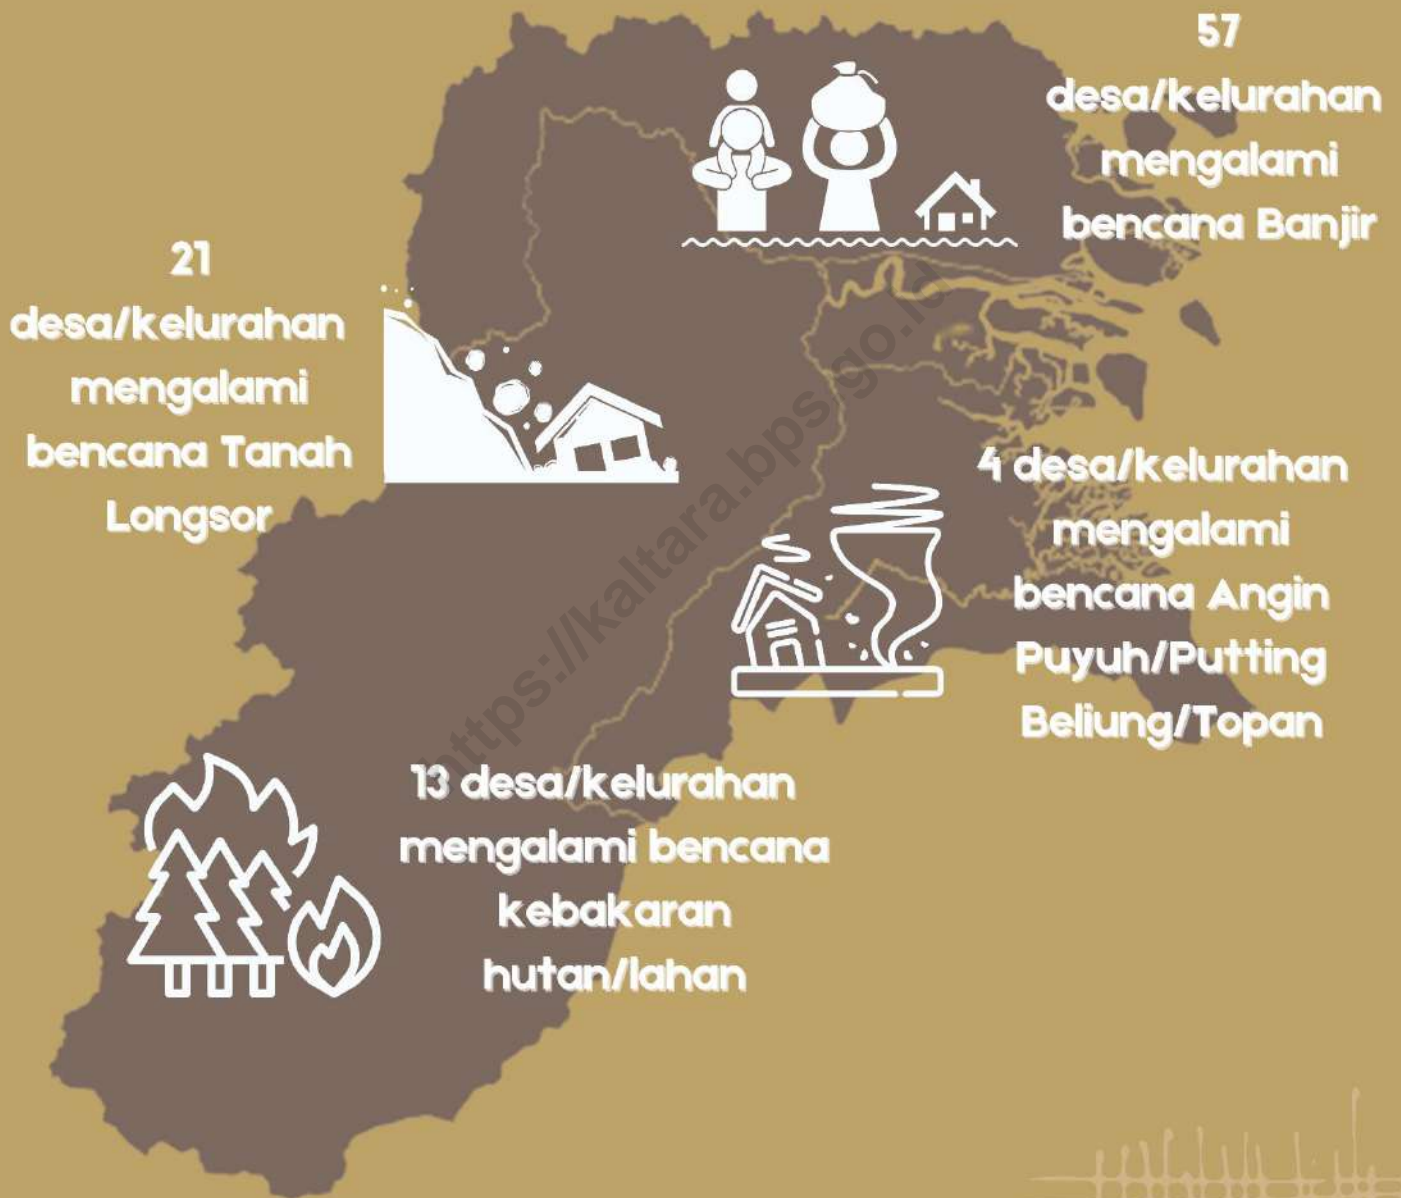 57
desa/kelurahan
mengalami
bencana Banjir
21
desa/kelurahan
mengalami
bencana Tanah
Longsor
4 desa/kelurahan
mengalami
bencana Angin
Puyuh/Putting
Beliung/Topan
13 desa/kelurahan
mengalami bencana
kebakaran
hutan/lahan
https://kaltara.bps.go.id